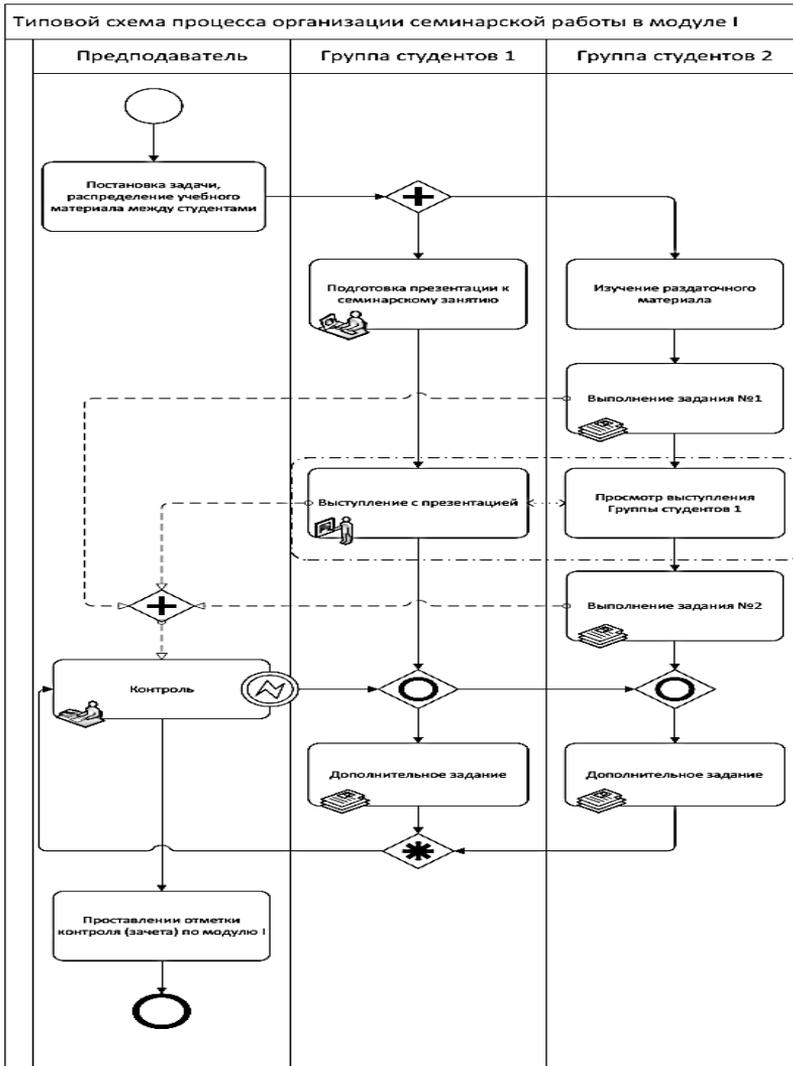 Типовой схема процесса организации семинарской работы в модуле I
Предподаватель
Группа студентов 1
Группа студентов 2
Постановка задачи,
распределение учебного
материала между студентами
Подготовка презентации к
семинарскому занятию
Изучение раздаточного
материала
Выполнение задания №1
Выступление с презентацией
Просмотр выступления
Группы студентов 1
Выполнение задания №2
Контроль
Дополнительное задание
Дополнительное задание
Проставлении отметки
контроля (зачета) по модулю I